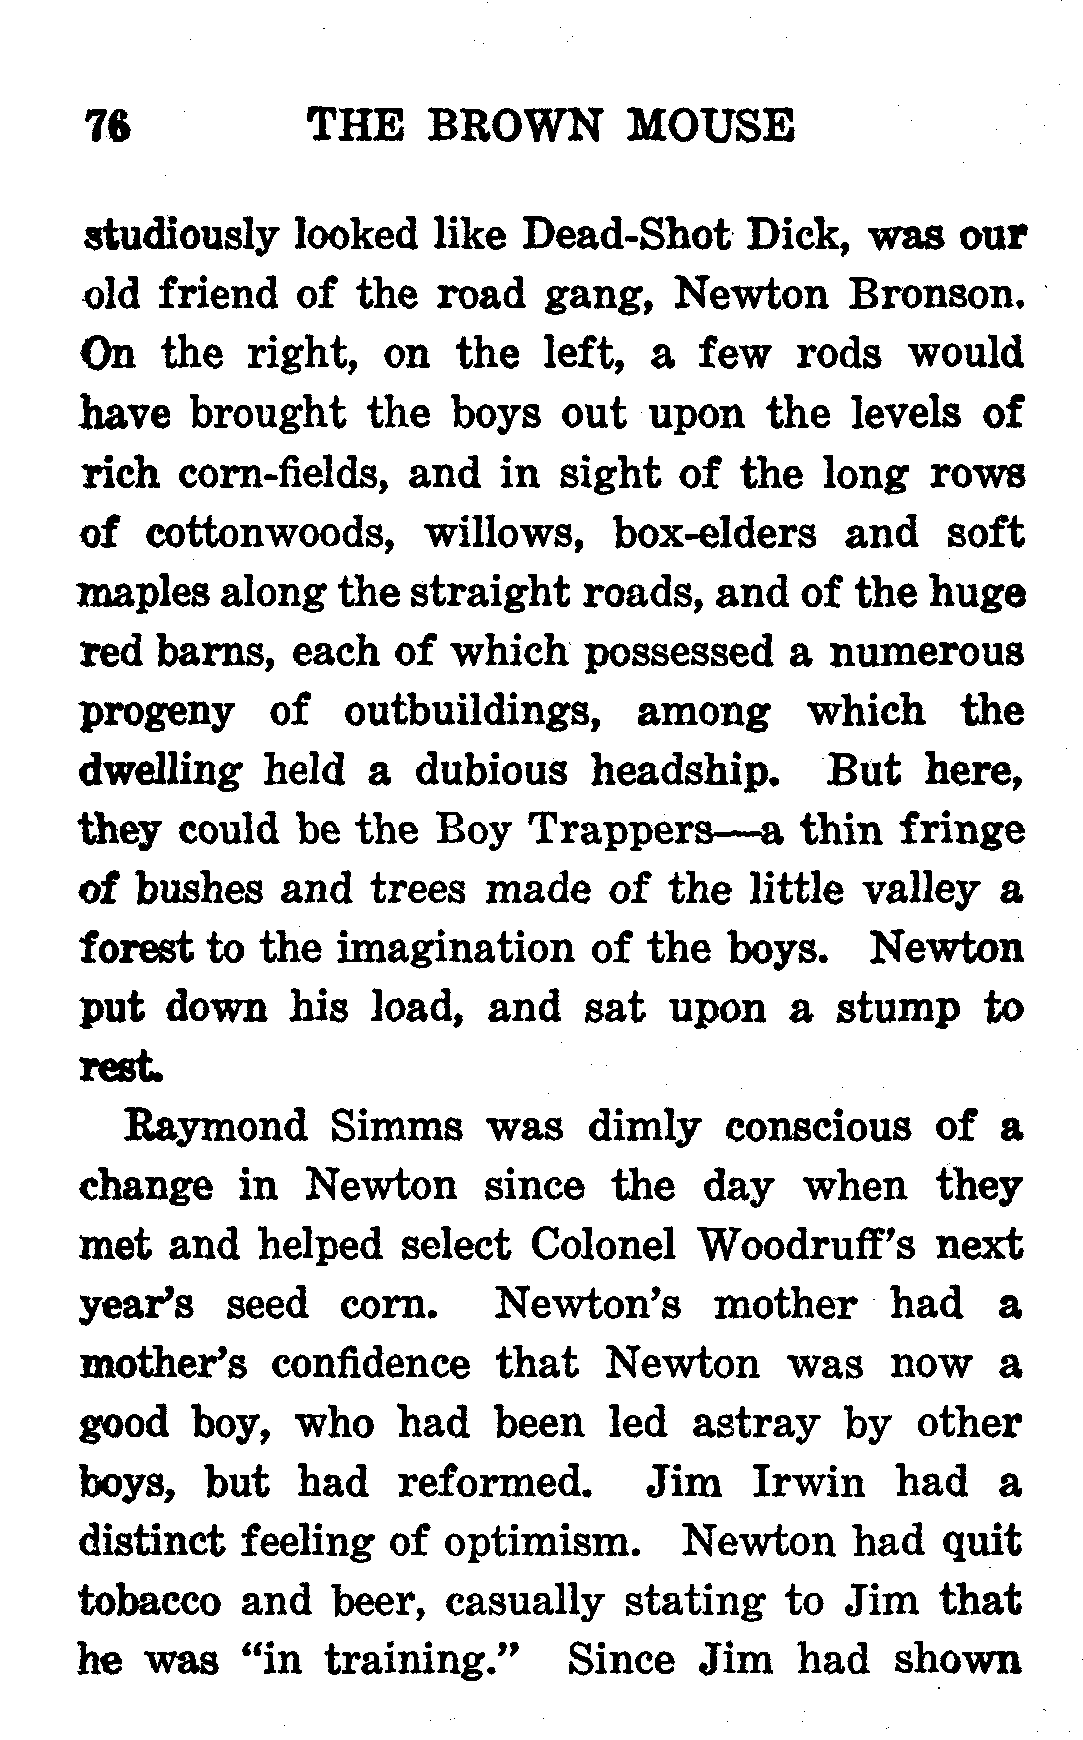 76 THE BROWN MOUSE
studiously looked like Dead-Shot Dick, was our
old friend of the road gang, Newton Bronson.
On the right, on the left, a few rods would
have brought the boys out upon the levels of
rich corn-fields, and in sight of the long rows
of cottonwoods, willows, box-elders and soft
maples along the straight roads, and of the huge
red barns, each of which possessed a numerous
progeny of outbuildings, among which the
dwelling held a dubious headship. But here,
they could be the Boy Trappers—a thin fringe
of bushes and trees made of the little valley a
forest to the imagination of the boys. Newton
put down his load, and sat upon a stump to
rest.
Raymond Simms was dimly conscious of a
change in Newton since the day when they
met and helped select Colonel Woodruff's next
year's seed corn. Newton's mother had a
mother's confidence that Newton was now a
good boy, who had been led astray by other
boys, but had reformed. Jim Irwin had a
distinct feeling of optimism. Newton had quit
tobacco and beer, casually stating to Jim that
he was "in training." Since Jim had shown